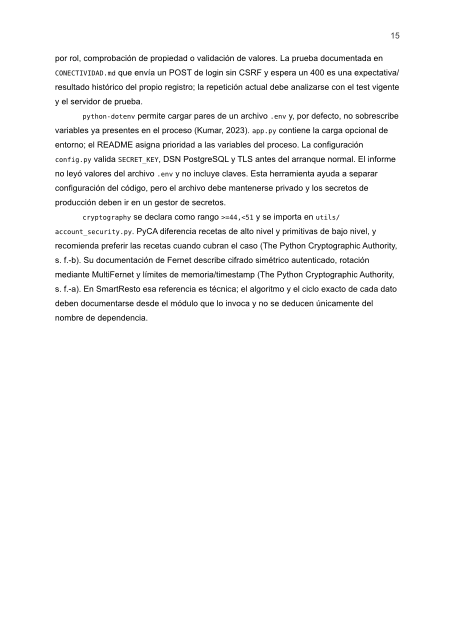 15
por rol, comprobación de propiedad o validación de valores. La prueba documentada en
CONECTIVIDAD.md que envía un POST de login sin CSRF y espera un 400 es una expectativa/
resultado histórico del propio registro; la repetición actual debe analizarse con el test vigente
y el servidor de prueba.
python-dotenv permite cargar pares de un archivo .env y, por defecto, no sobrescribe
variables ya presentes en el proceso (Kumar, 2023). app.py contiene la carga opcional de
entorno; el README asigna prioridad a las variables del proceso. La configuración
config.py valida SECRET_KEY, DSN PostgreSQL y TLS antes del arranque normal. El informe
no leyó valores del archivo .env y no incluye claves. Esta herramienta ayuda a separar
configuración del código, pero el archivo debe mantenerse privado y los secretos de
producción deben ir en un gestor de secretos.
cryptography se declara como rango >=44,<51 y se importa en utils/
account_security.py. PyCA diferencia recetas de alto nivel y primitivas de bajo nivel, y
recomienda preferir las recetas cuando cubran el caso (The Python Cryptographic Authority,
s. f.-b). Su documentación de Fernet describe cifrado simétrico autenticado, rotación
mediante MultiFernet y límites de memoria/timestamp (The Python Cryptographic Authority,
s. f.-a). En SmartResto esa referencia es técnica; el algoritmo y el ciclo exacto de cada dato
deben documentarse desde el módulo que lo invoca y no se deducen únicamente del
nombre de dependencia.